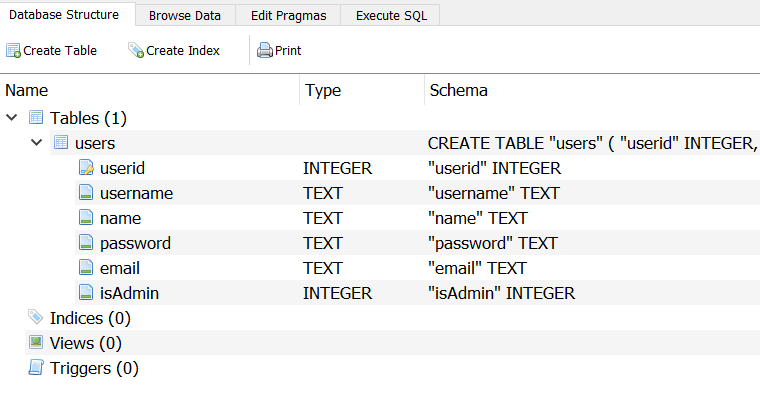 Database Structure Browse Data Edit Pragmas Execute SQL
Create Table Create Index Print
Name Type Schema
Tables (1)
users CREATE TABLE "users" ( "userid" INTEGER,
userid INTEGER "userid" INTEGER
username TEXT "username" TEXT
name TEXT "name" TEXT
password TEXT "password" TEXT
email TEXT "email" TEXT
isAdmin INTEGER "isAdmin" INTEGER
Indices (0)
Views (0)
Triggers (0)